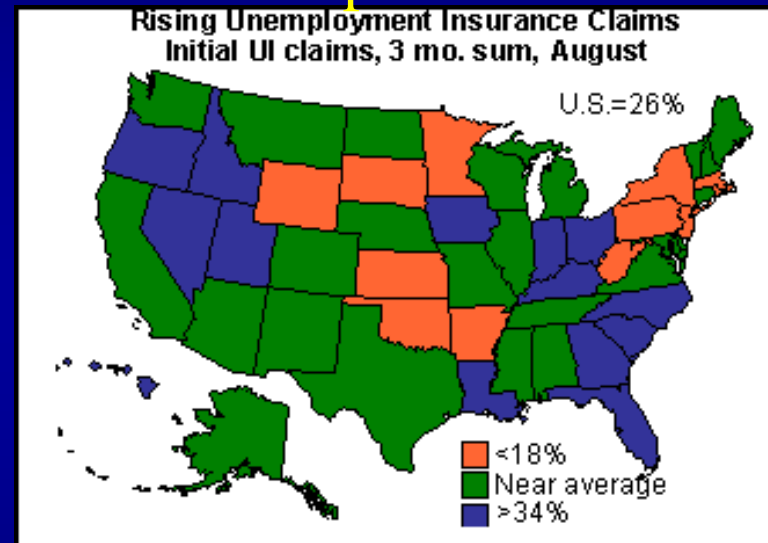 Rising Unemployment Insurance Claims
Initial UI claims, 3 mo. sum, August
U.S.=26%
<18%
Near average
>34%